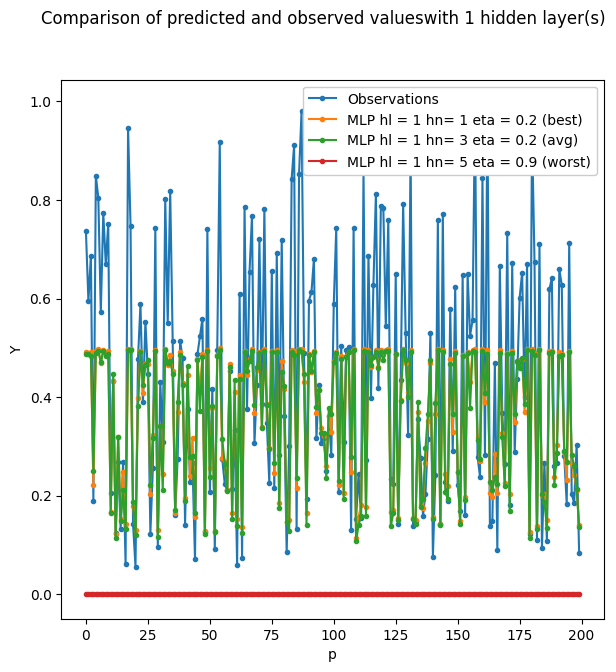 Comparison of predicted and observed valueswith 1 hidden layer(s)
Observations
MLP hl = 1 hn= 1 eta = 0.2 (best)
MLP hl = 1 hn= 3 eta = 0.2 (avg)
MLP hl = 1 hn= 5 eta = 0.9 (worst)
1.0
0.8
0.6
0.4
0.2
0.0
Y
0 25 50 75 100 125 150 175 200
p